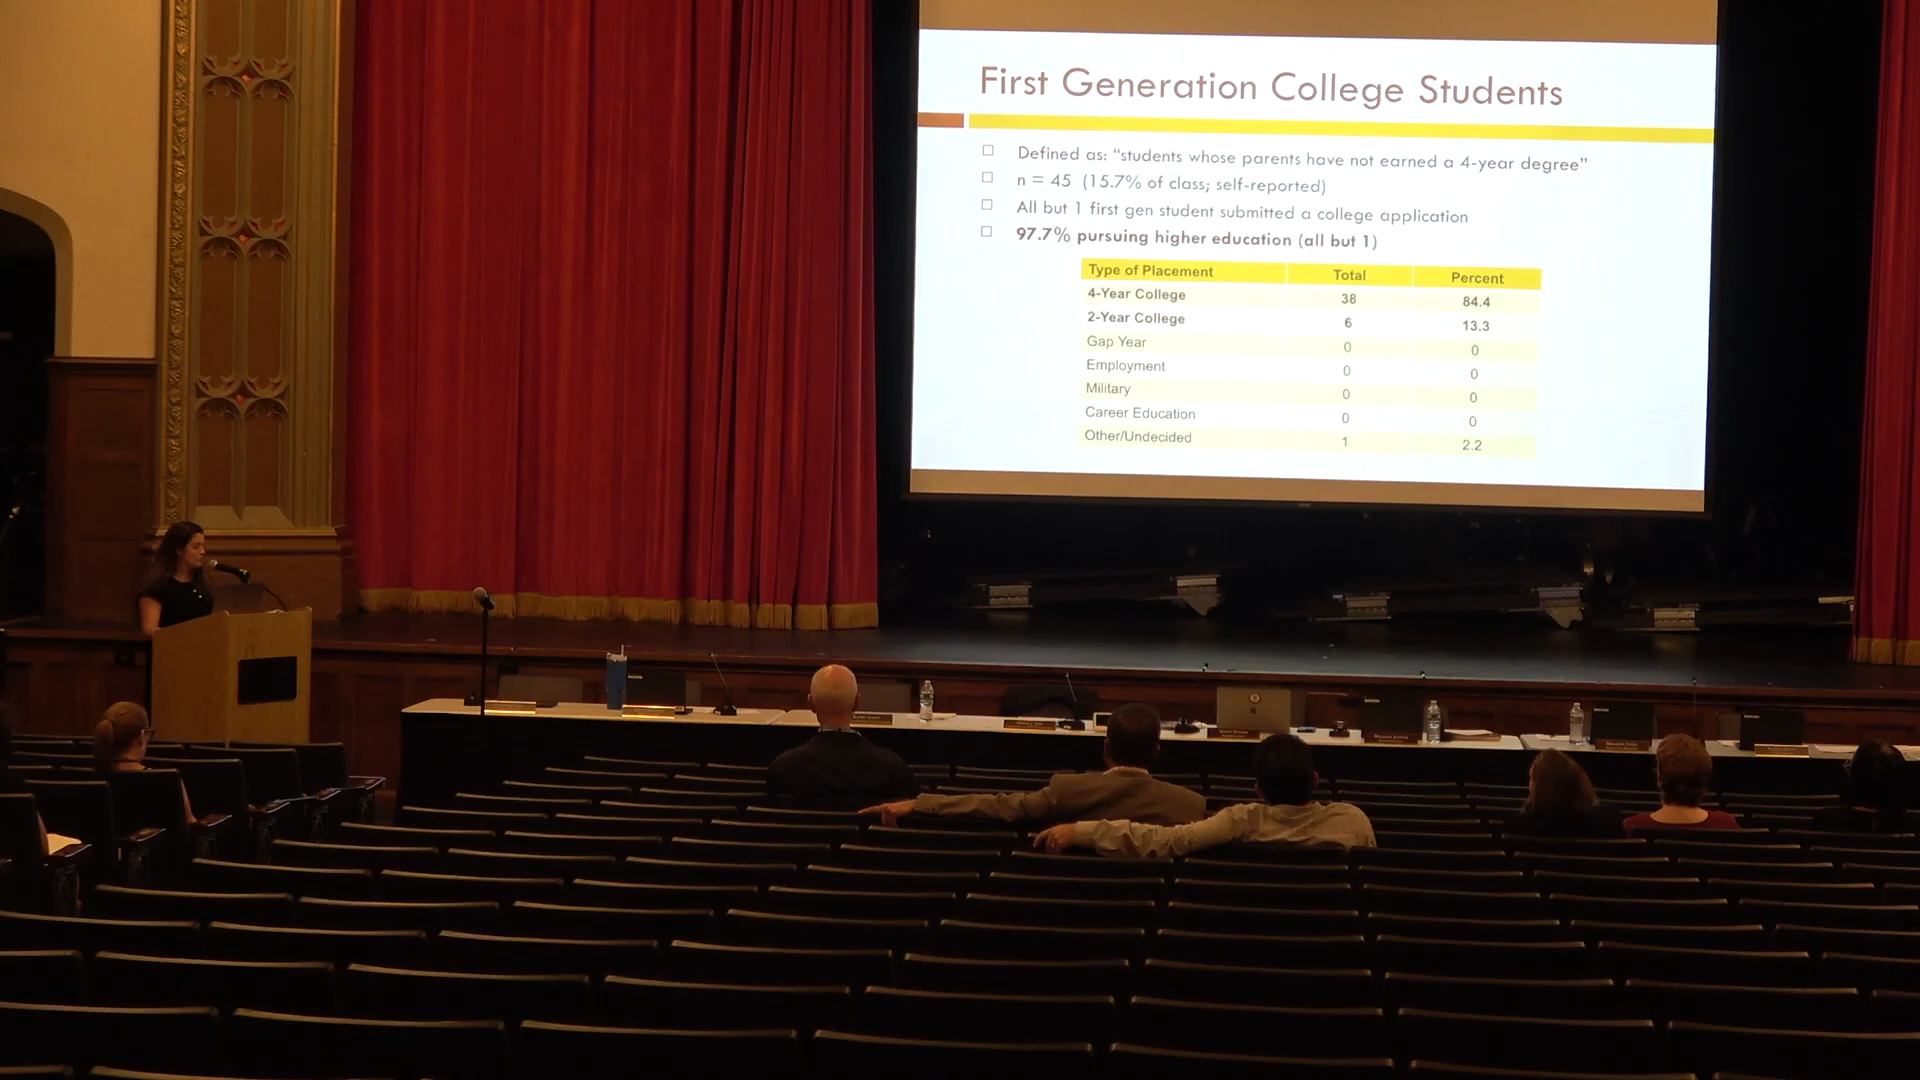 First Generation College Students
Defined as: “students whose parents have not earned a 4-year degree”
n = 45 (15.7% of class; self-reported)
All but 1 first gen student submitted a college application
97.7% pursuing higher education (all but 1)
Type of Placement Total Percent
4-Year College 38 84.4
2-Year College 6 13.3
Gap Year 0 0
Employment 0 0
Military 0 0
Career Education 0 0
Other/Undecided 1 2.2